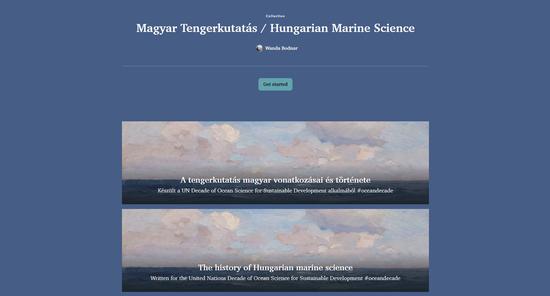 Collection
Magyar Tengerkutatás / Hungarian Marine Science
Wanda Bodnar
Get started
A tengerkutatás magyar vonatkozásai és története
Készült a UN Decade of Ocean Science for Sustainable Development alkalmából #oceandecade
The history of Hungarian marine science
Written for the United Nations Decade of Ocean Science for Sustainable Development #oceandecade